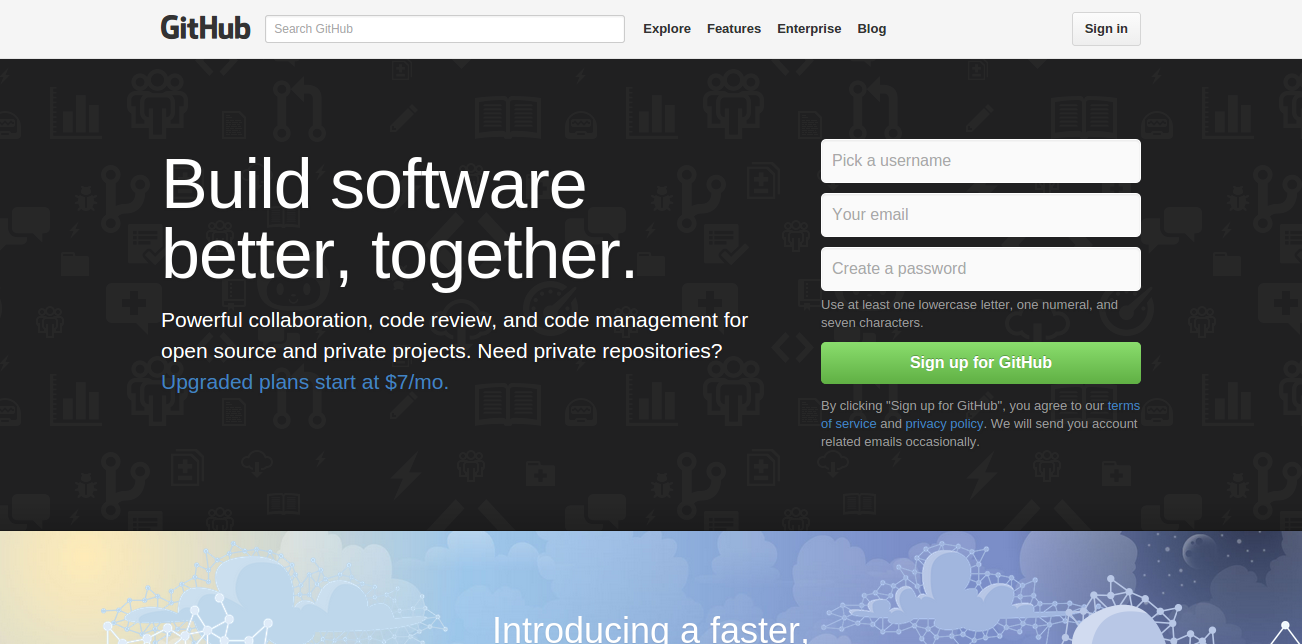 GitHub
Search GitHub
Explore
Features
Enterprise
Blog
Sign in
Build software
better, together.
Powerful collaboration, code review, and code management for
open source and private projects. Need private repositories?
Upgraded plans start at $7/mo.
Pick a username
Your email
Create a password
Use at least one lowercase letter, one numeral, and
seven characters.
Sign up for GitHub
By clicking "Sign up for GitHub", you agree to our terms
of service and privacy policy. We will send you account
related emails occasionally.
Introducing a faster,